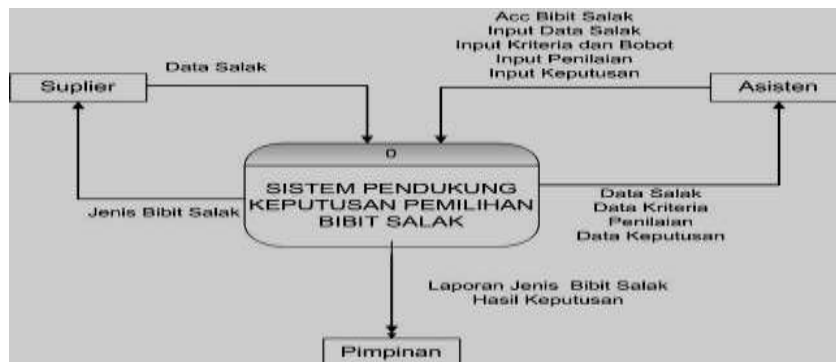 Acc Bibit Salak
Input Data Salak
Input Kriteria dan Bobot
Input Penilaian
Input Keputusan
Data Salak
Suplier
Asisten
0
SISTEM PENDUKUNG
KEPUTUSAN PEMILIHAN
BIBIT SALAK
Jenis Bibit Salak
Data Salak
Data Kriteria
Penilaian
Data Keputusan
Laporan Jenis Bibit Salak
Hasil Keputusan
Pimpinan